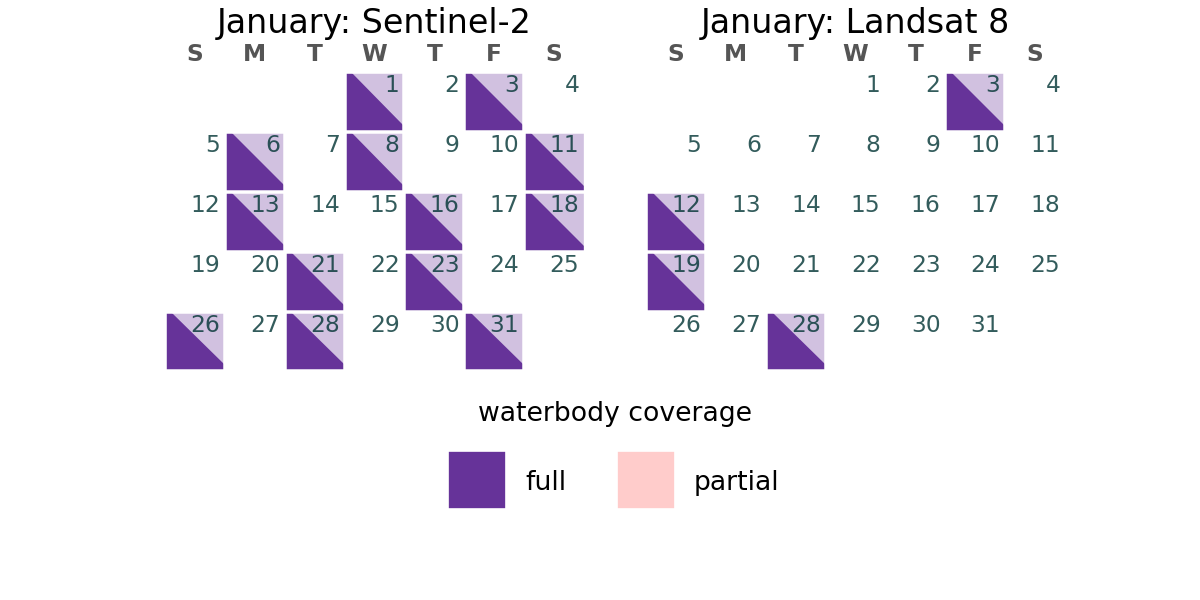 January: Sentinel-2
S M T W T F S
1 2 3 4
5 6 7 8 9 10 11
12 13 14 15 16 17 18
19 20 21 22 23 24 25
26 27 28 29 30 31
January: Landsat 8
S M T W T F S
1 2 3 4
5 6 7 8 9 10 11
12 13 14 15 16 17 18
19 20 21 22 23 24 25
26 27 28 29 30 31
waterbody coverage
full partial